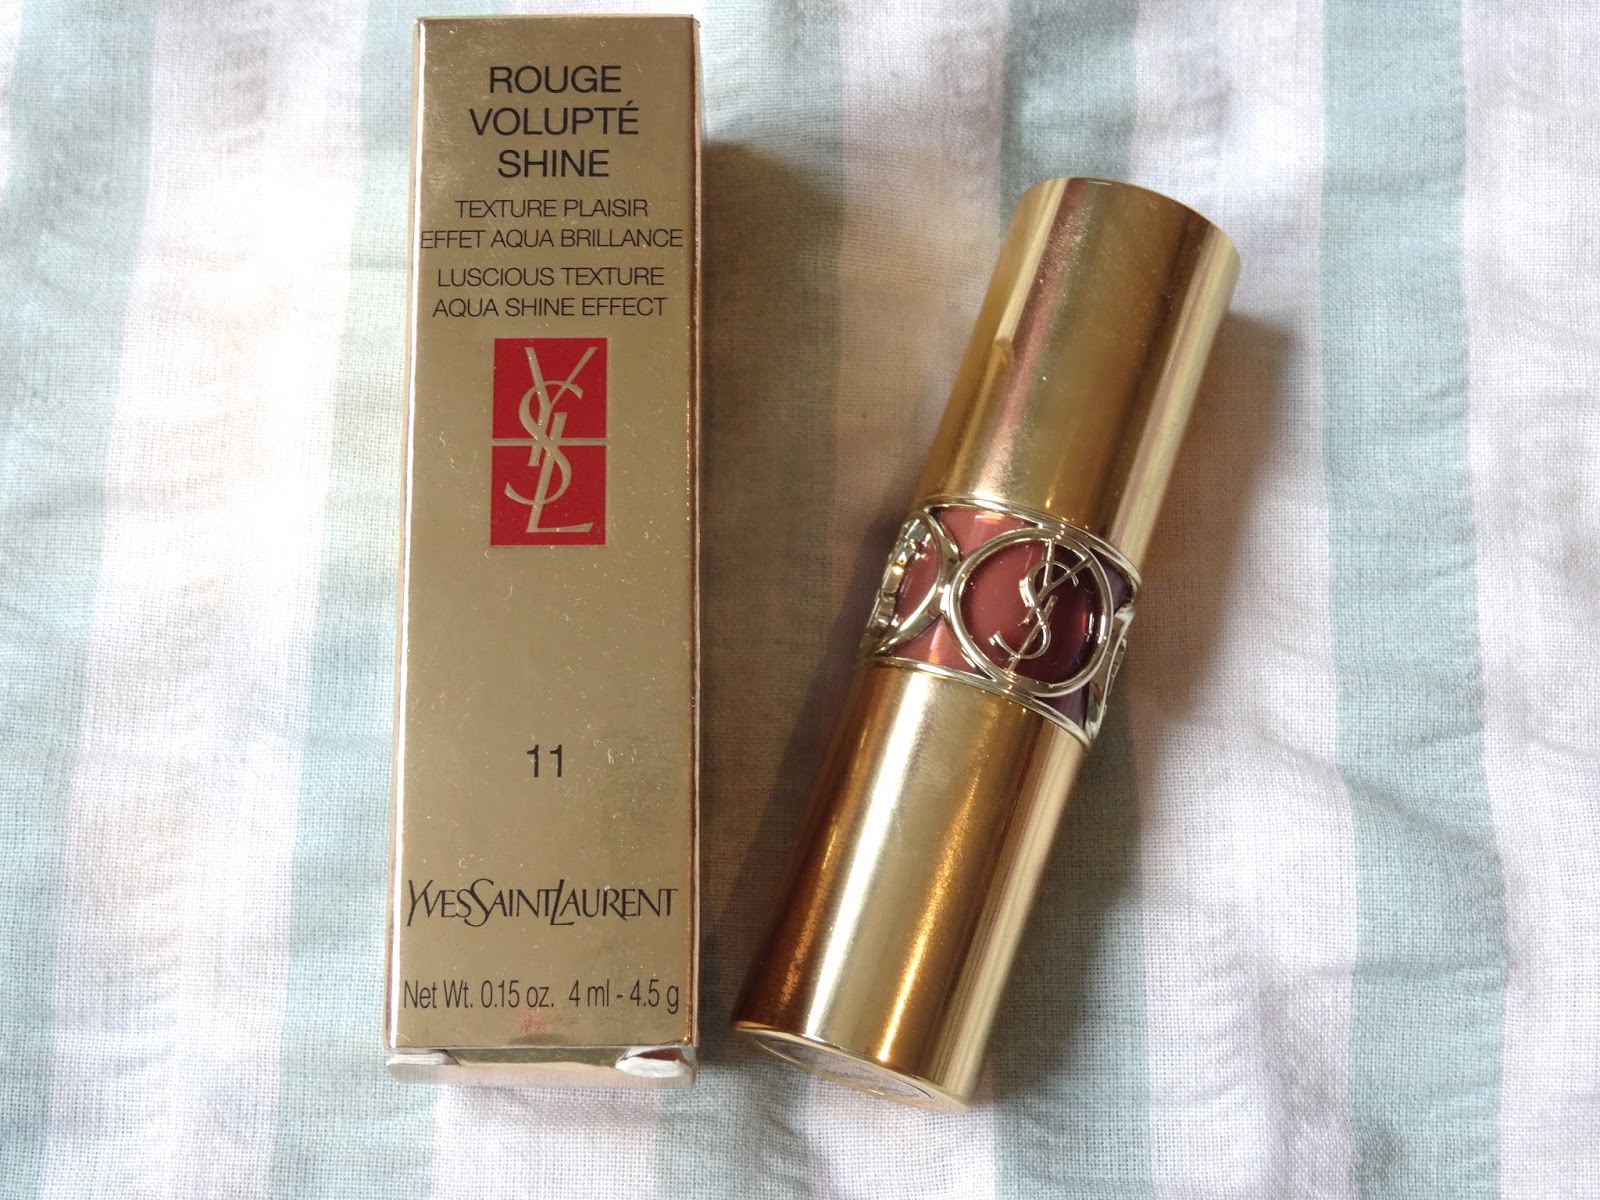 ROUGE
VOLUPTÉ
SHINE
TEXTURE PLAISIR
EFFET AQUA BRILLANCE
LUSCIOUS TEXTURE
AQUA SHINE EFFECT
YSL
11
YVESSAINTLAURENT
Net Wt. 0.15 oz. 4 ml - 4.5 g
YSL